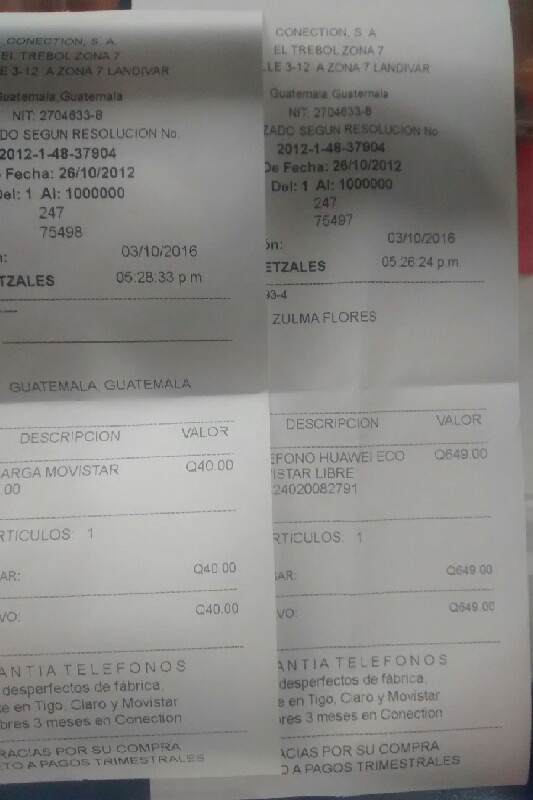 CONECTION, S. A.
EL TREBOL ZONA 7
LE 3-12 A ZONA 7 LANDIVAR
Guatemala, Guatemala
NIT: 2704633-8
ZADO SEGUN RESOLUCION No.
2012-1-48-37904
e Fecha: 26/10/2012
Del: 1 Al: 1000000
247
75498
n:
03/10/2016
TZALES
05:28:33 p.m.
GUATEMALA, GUATEMALA
DESCRIPCION VALOR
ARGA MOVISTAR Q40.00
.00
RTICULOS: 1
AR: Q40.00
VO: Q40.00
ANTIA TELEFONOS
desperfectos de fábrica,
e en Tigo, Claro y Movistar
bres 3 meses en Conection
RACIAS POR SU COMPRA
TO A PAGOS TRIMESTRALES
CONECTION, S. A.
EL TREBOL ZONA 7
LLE 3-12 A ZONA 7 LANDIVAR
Guatemala, Guatemala
NIT: 2704633-8
ZADO SEGUN RESOLUCION No.
2012-1-48-37904
De Fecha: 26/10/2012
Del: 1 Al: 1000000
247
75497
ón:
03/10/2016
ETZALES
05:26:24 p.m.
93-4
ZULMA FLORES
DESCRIPCION VALOR
EFONO HUAWEI ECO Q649.00
ISTAR LIBRE
24020082791
RTICULOS: 1
AR: Q649.00
VO: Q649.00
ANTIA TELEFONOS
desperfectos de fábrica,
e en Tigo, Claro y Movistar
bres 3 meses en Conection
ACIAS POR SU COMPRA
O A PAGOS TRIMESTRALES